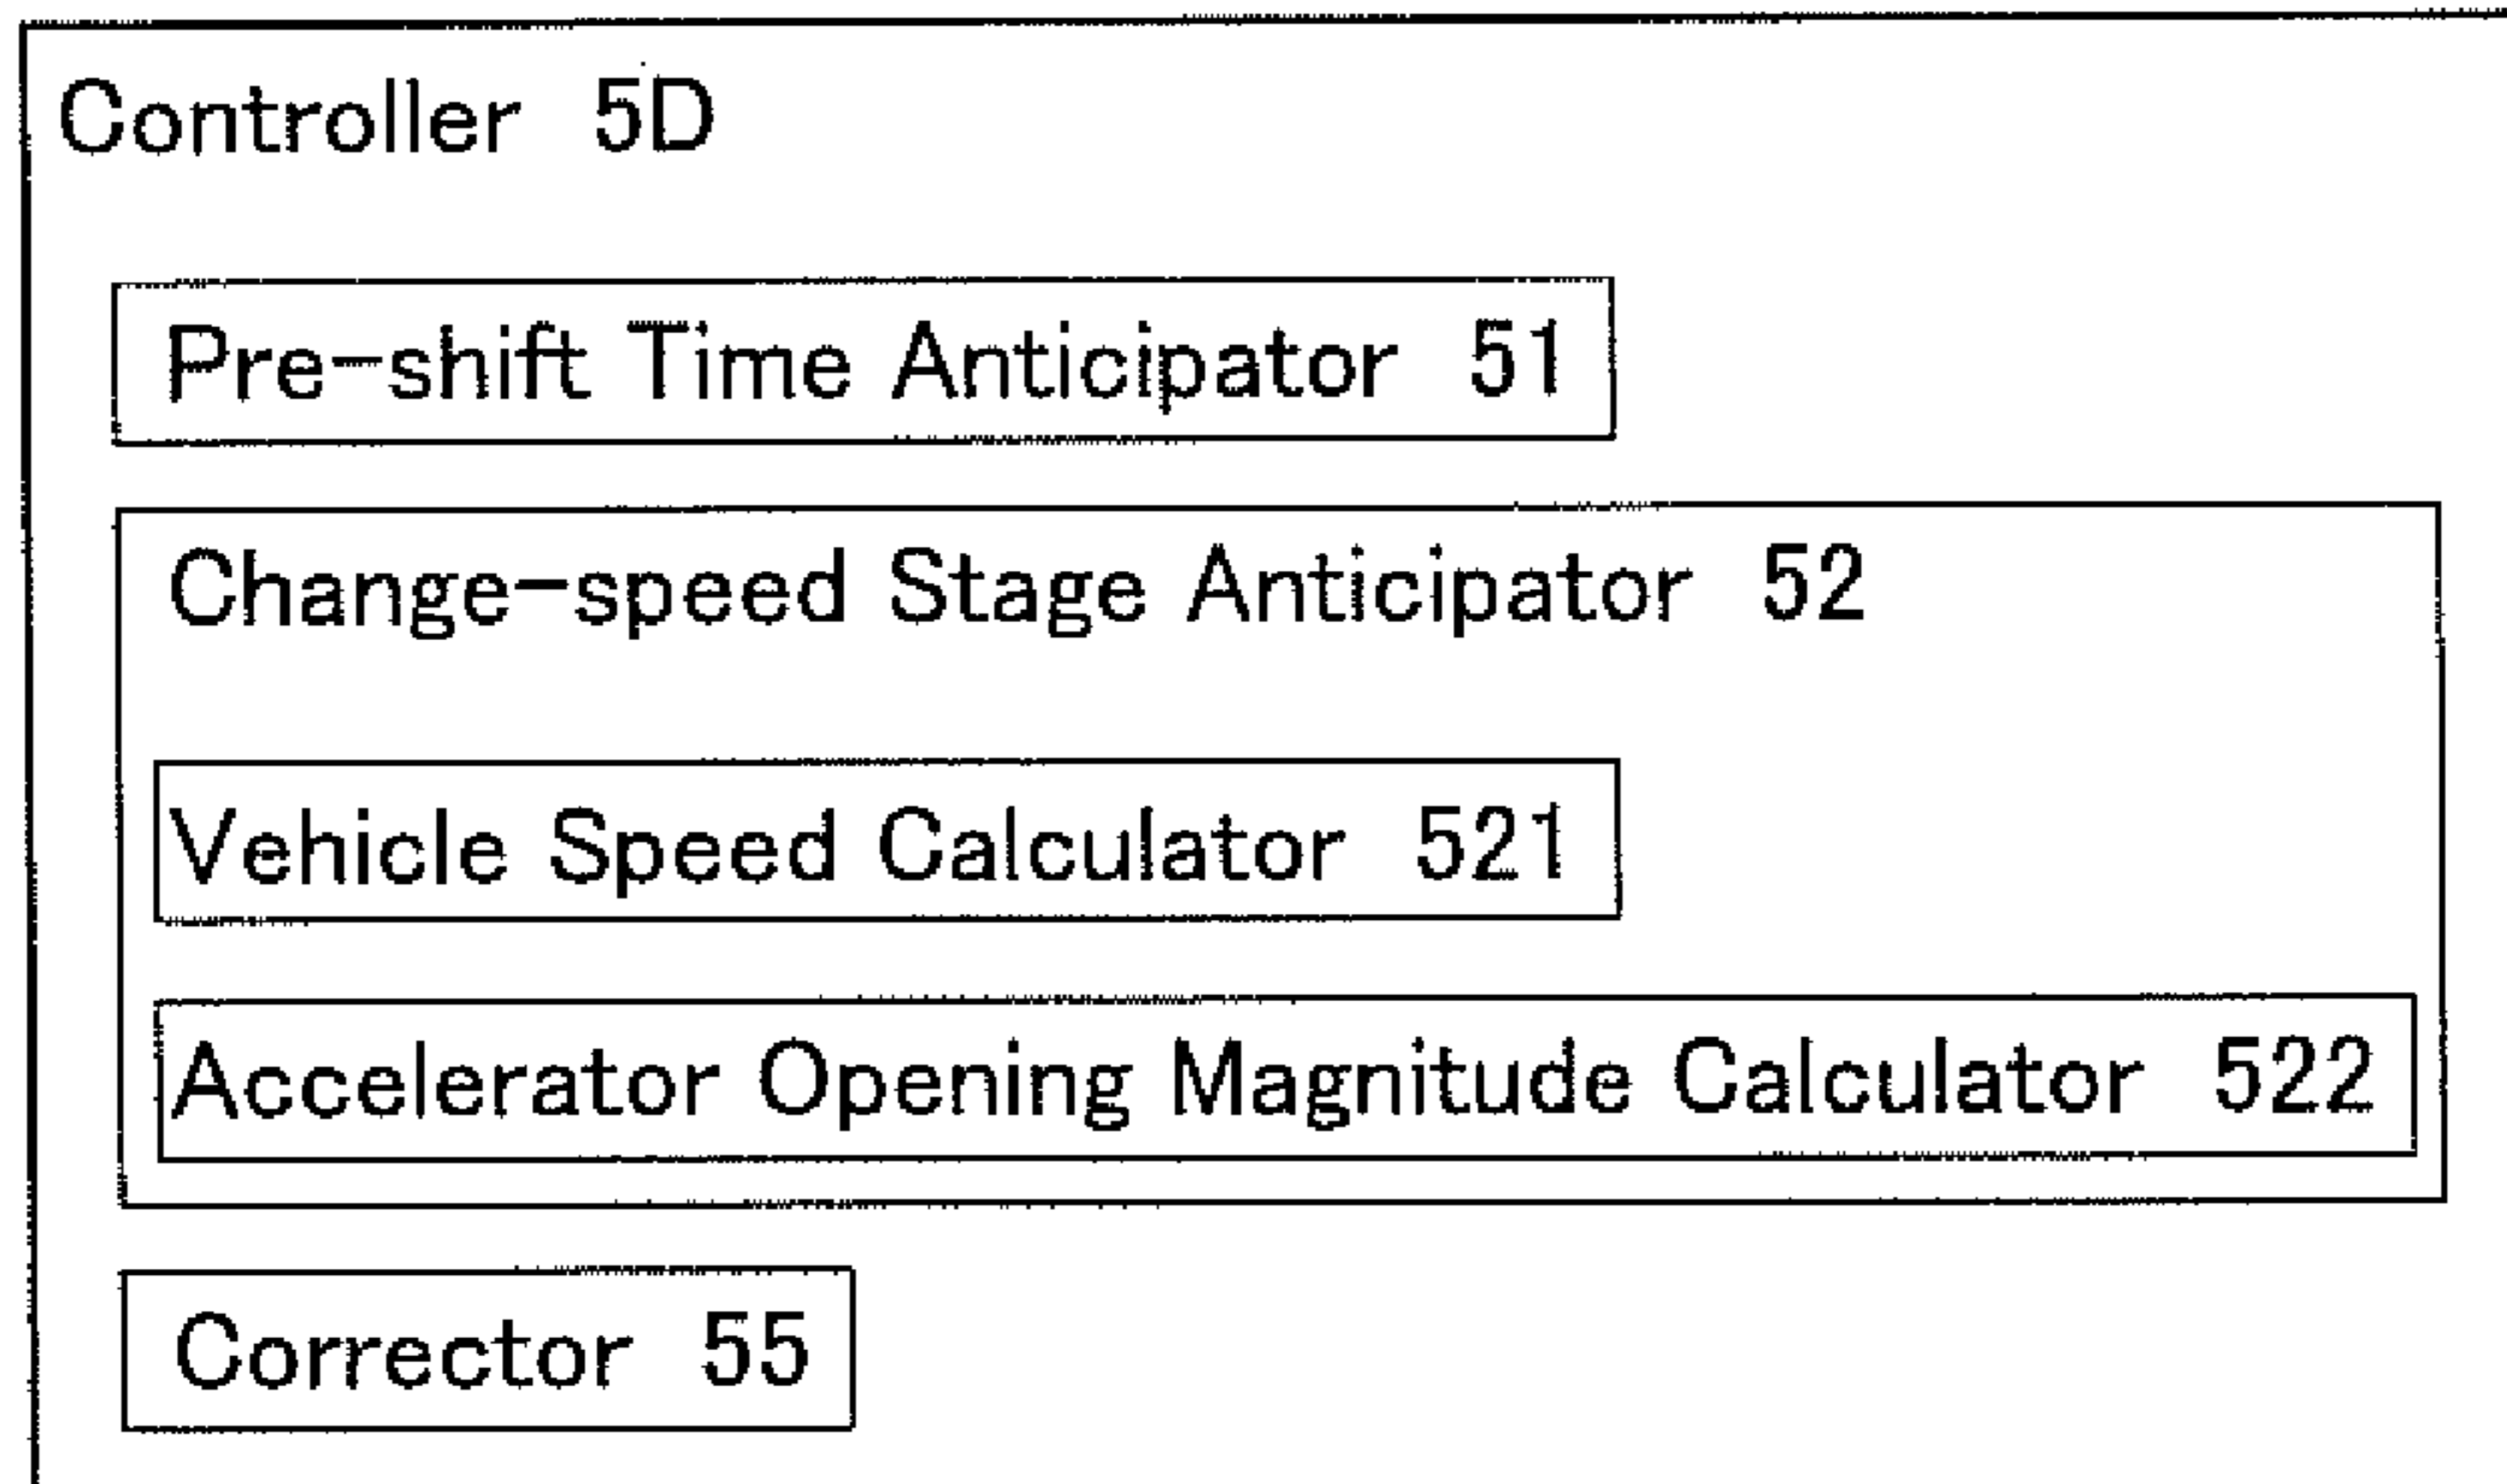 Controller 5D
Pre-shift Time Anticipator 51
Change-speed Stage Anticipator 52
Vehicle Speed Calculator 521
Accelerator Opening Magnitude Calculator 522
Corrector 55